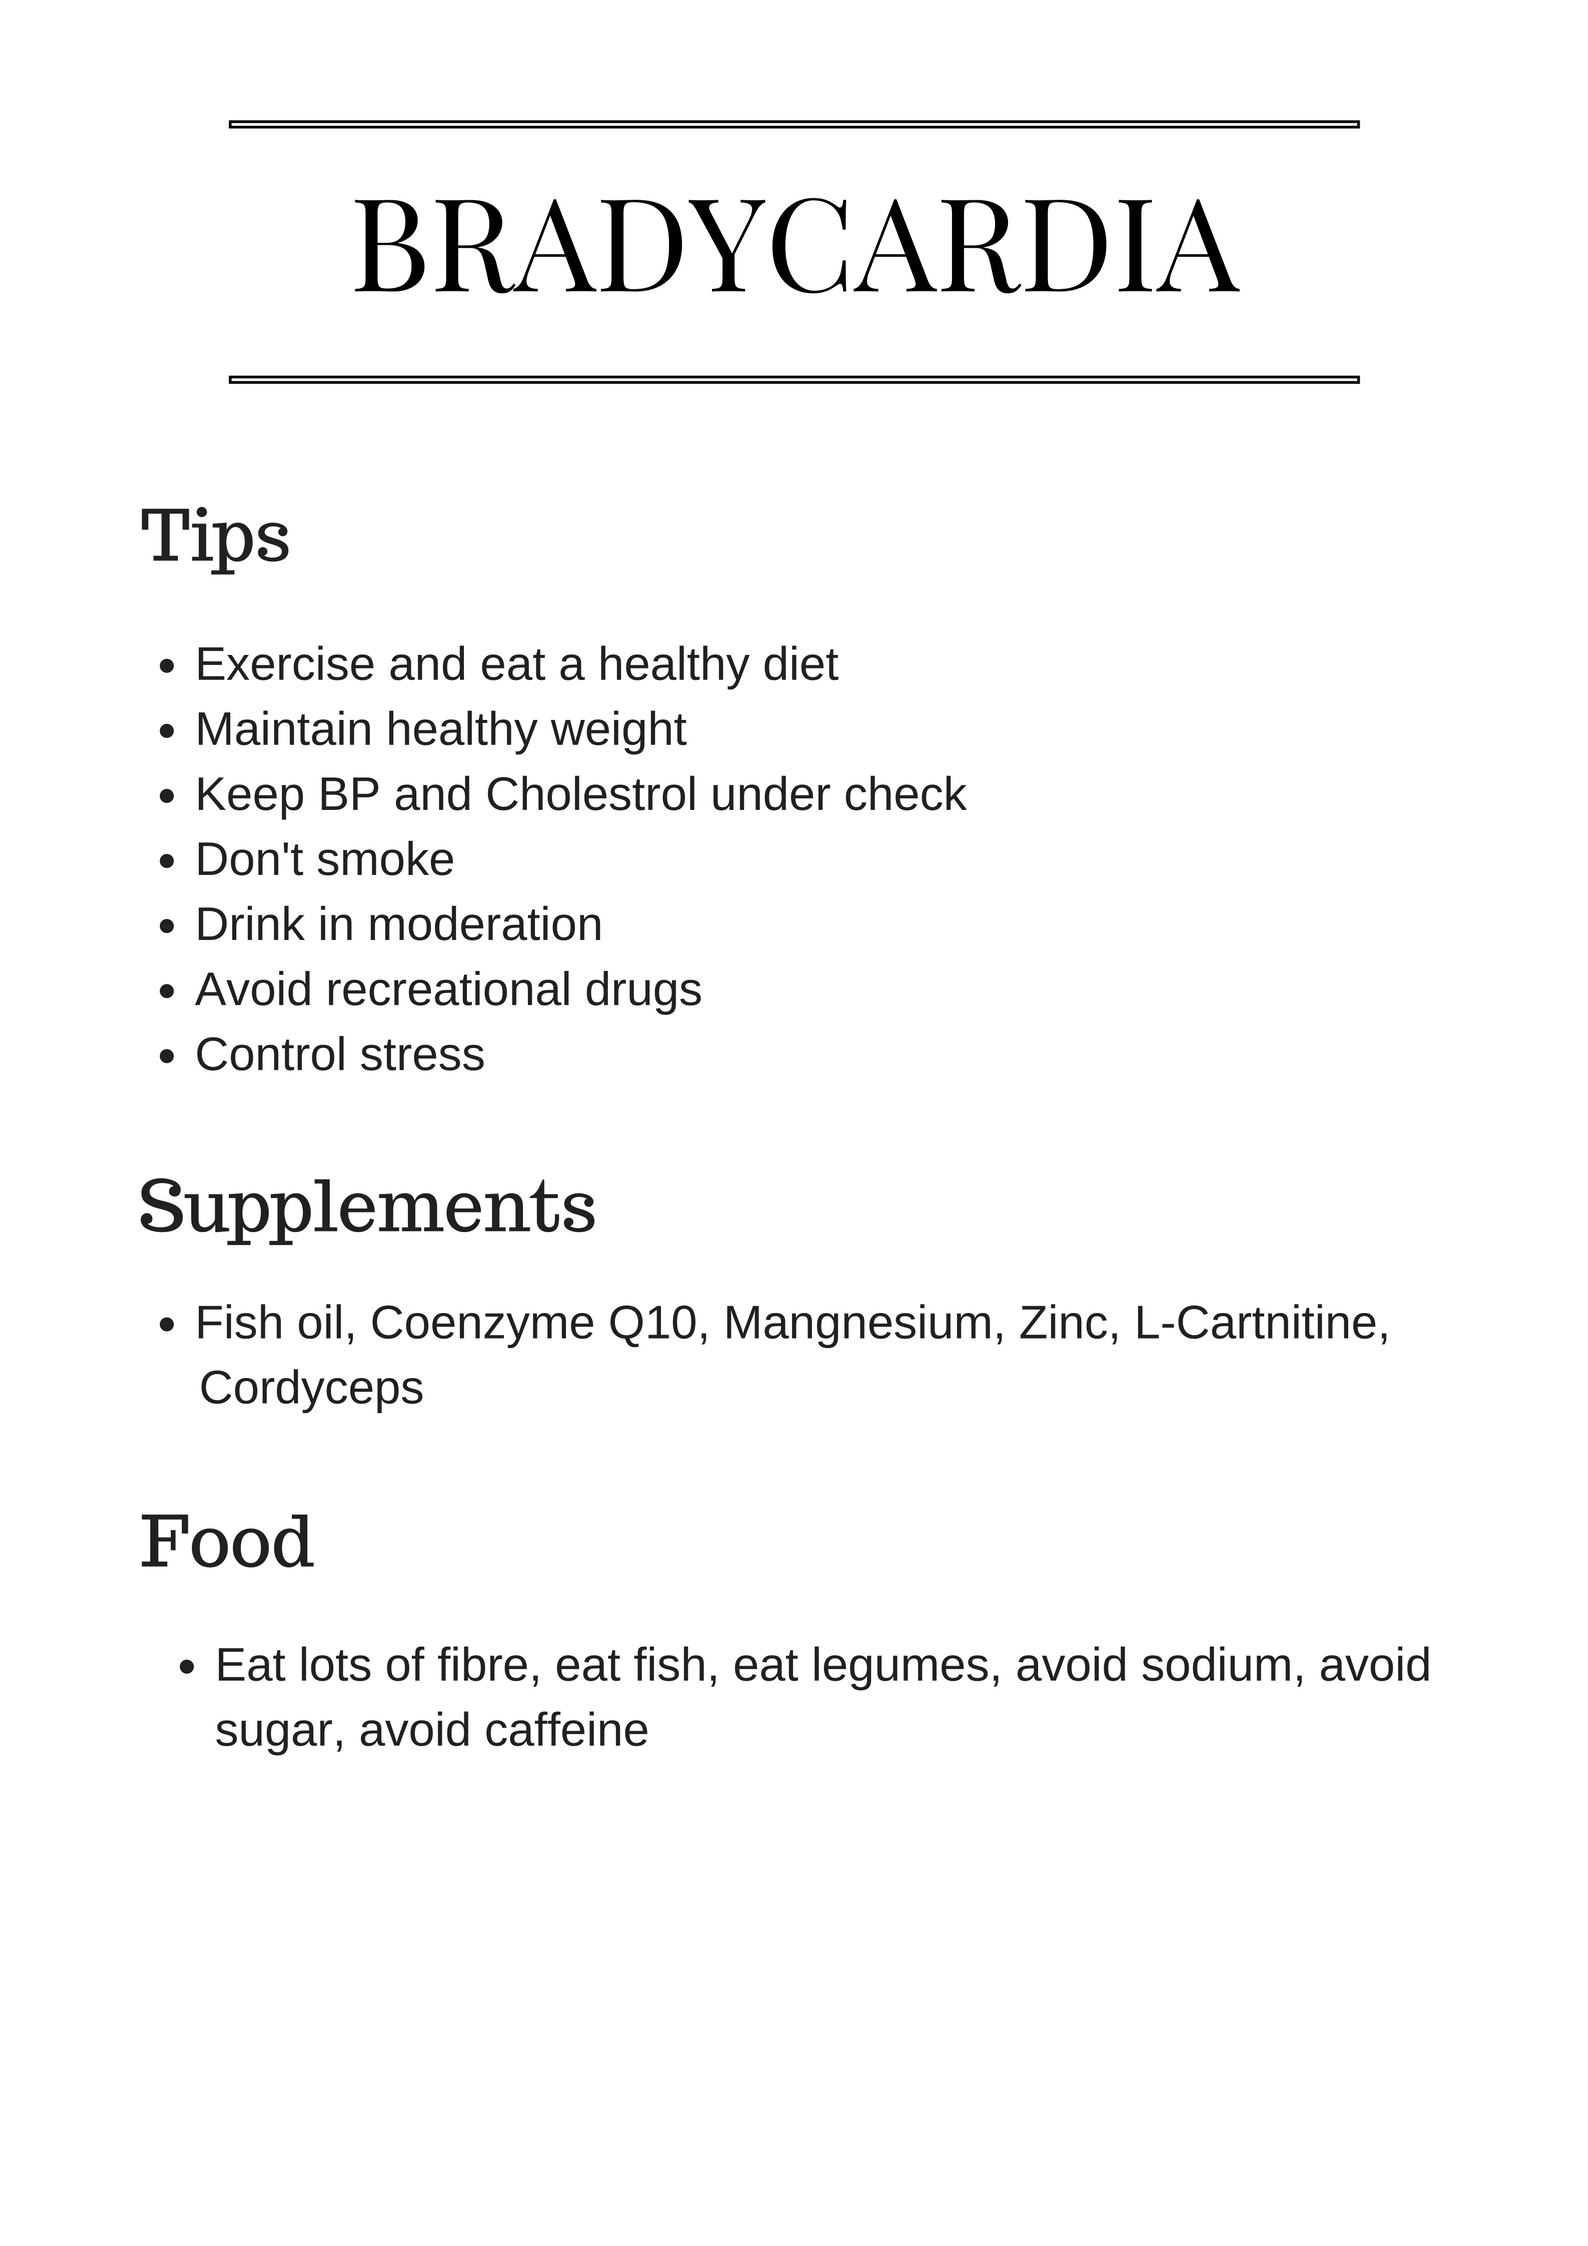 BRADYCARDIA
Tips
• Exercise and eat a healthy diet
• Maintain healthy weight
• Keep BP and Cholestrol under check
• Don't smoke
• Drink in moderation
• Avoid recreational drugs
• Control stress
Supplements
• Fish oil, Coenzyme Q10, Mangnesium, Zinc, L-Cartnitine,
Cordyceps
Food
• Eat lots of fibre, eat fish, eat legumes, avoid sodium, avoid
sugar, avoid caffeine